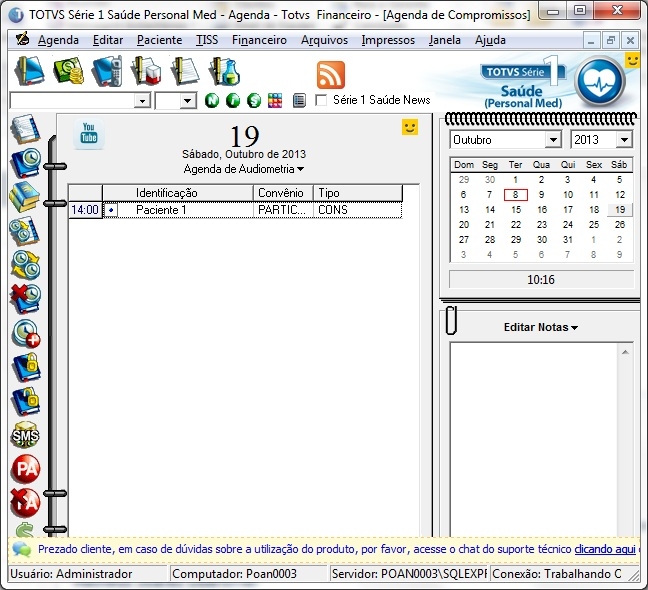 TOTVS Série 1 Saúde Personal Med - Agenda - Totvs Financeiro - [Agenda de Compromissos]
Agenda Editar Paciente TISS Financeiro Arquivos Impressos Janela Ajuda
N I S Série 1 Saúde News
TOTVS Série 1
Saúde
(Personal Med)
You
Tube
19
Sábado, Outubro de 2013
Agenda de Audiometria
Identificação Convênio Tipo
14:00 Paciente 1 PARTIC... CONS
Outubro 2013
Dom Seg Ter Qua Qui Sex Sáb
29 30 1 2 3 4 5
6 7 8 9 10 11 12
13 14 15 16 17 18 19
20 21 22 23 24 25 26
27 28 29 30 31 1 2
3 4 5 6 7 8 9
10:16
Editar Notas
SMS
PA
Prezado cliente, em caso de dúvidas sobre a utilização do produto, por favor, acesse o chat do suporte técnico clicando aqui
Usuário: Administrador Computador: Poan0003 Servidor: POAN0003\SQLEXPF Conexão: Trabalhando C